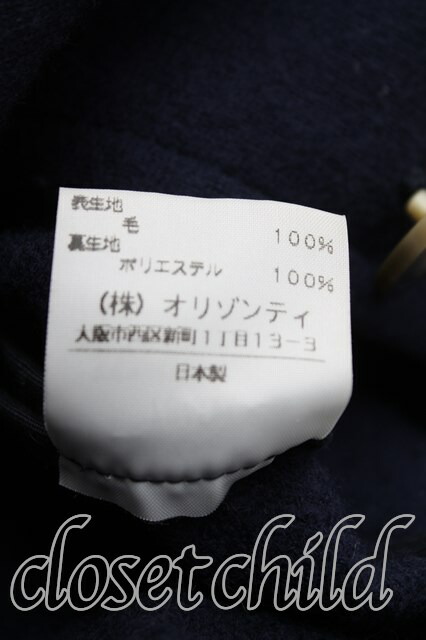 表生地
毛 100%
裏生地
ポリエステル 100%
(株) オリゾンティ
大阪市西区新町1丁目13-3
日本製
closet child